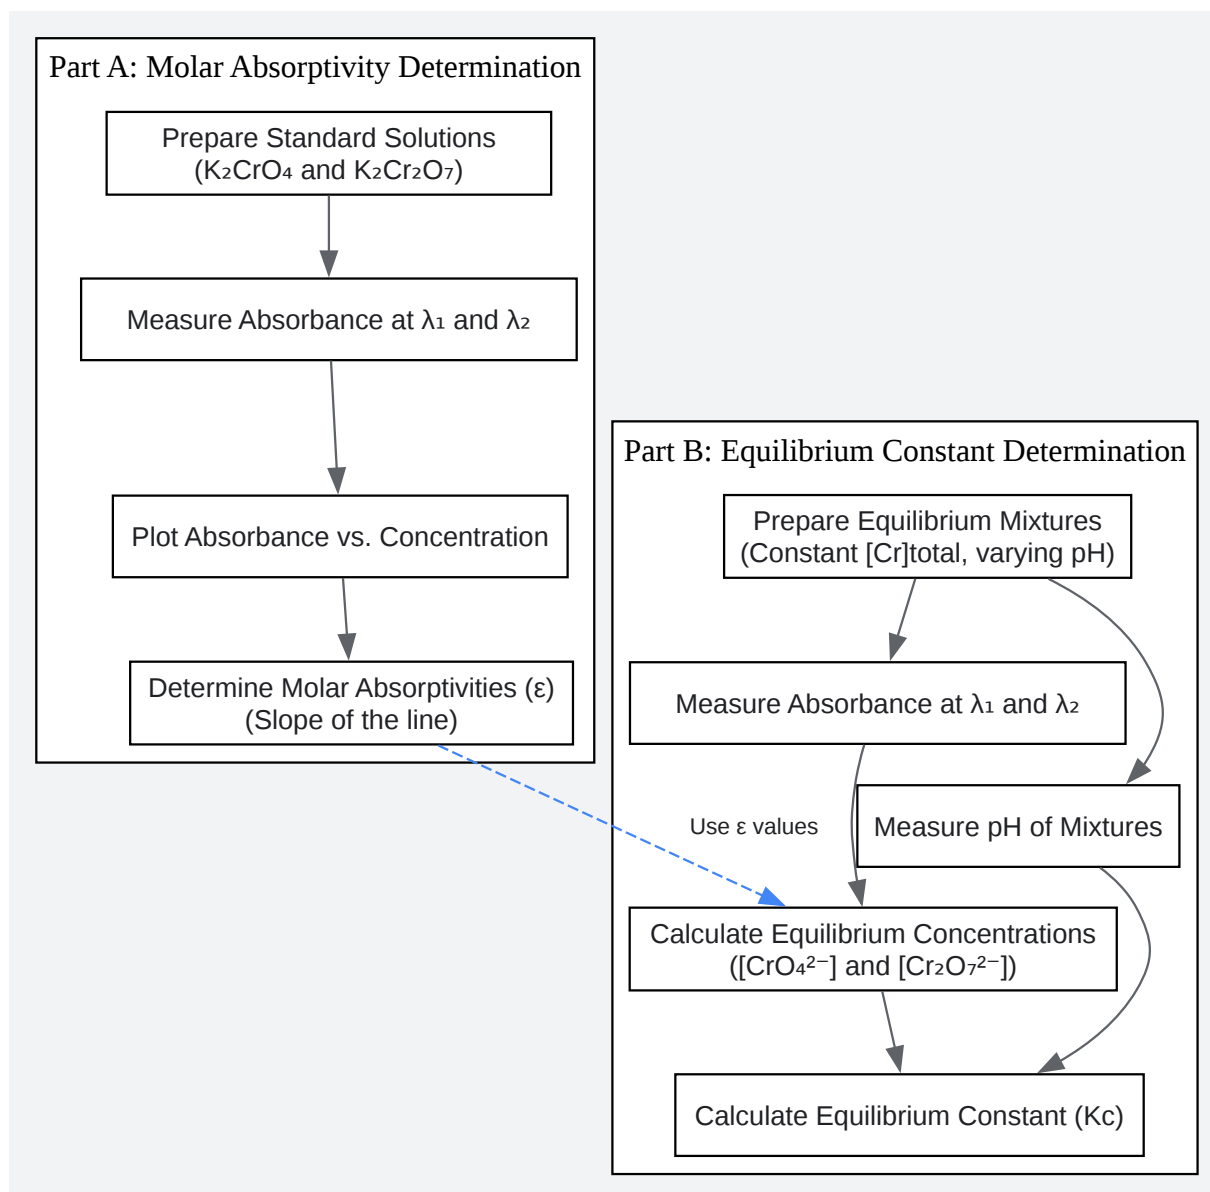 Part A: Molar Absorptivity Determination
Prepare Standard Solutions
(K₂CrO₄ and K₂Cr₂O₇)
Measure Absorbance at λ₁ and λ₂
Plot Absorbance vs. Concentration
Determine Molar Absorptivities (ε)
(Slope of the line)
Part B: Equilibrium Constant Determination
Prepare Equilibrium Mixtures
(Constant [Cr]total, varying pH)
Measure Absorbance at λ₁ and λ₂
Use ε values
Measure pH of Mixtures
Calculate Equilibrium Concentrations
([CrO₄²⁻] and [Cr₂O₇²⁻])
Calculate Equilibrium Constant (Kc)